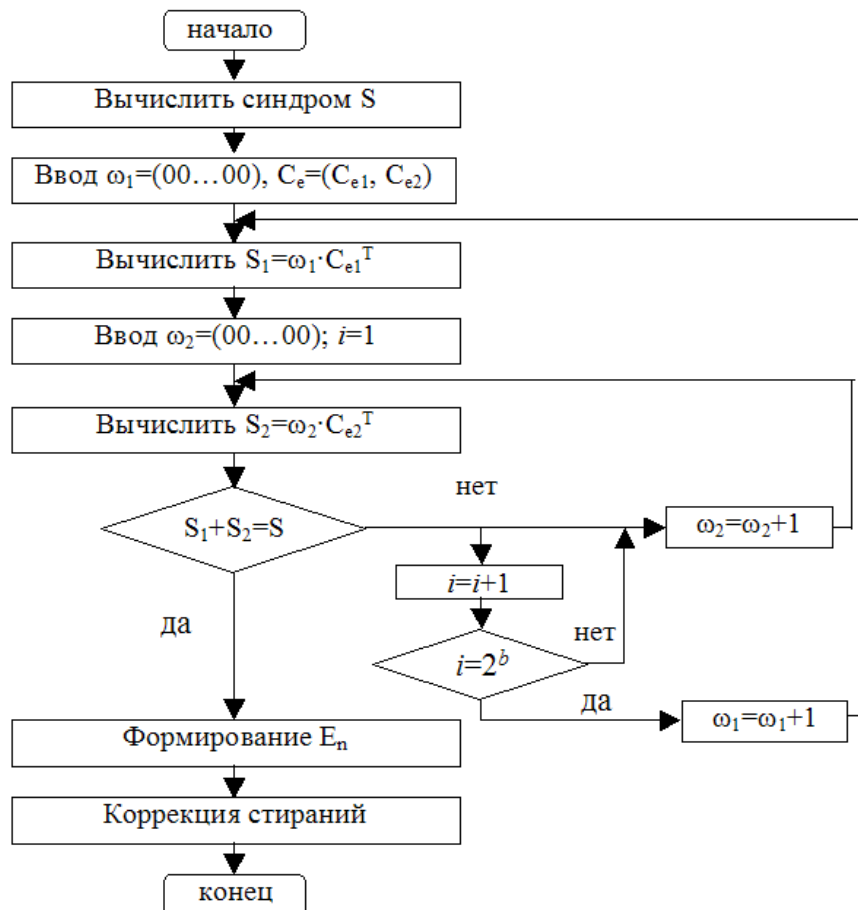 начало
Вычислить синдром S
Ввод ω₁=(00…00), Cₑ=(Cₑ₁, Cₑ₂)
Вычислить S₁=ω₁·Cₑ₁ᵀ
Ввод ω₂=(00…00); i=1
Вычислить S₂=ω₂·Cₑ₂ᵀ
S₁+S₂=S
нет
ω₂=ω₂+1
i=i+1
да
нет
i=2ᵇ
да
ω₁=ω₁+1
Формирование Eₙ
Коррекция стираний
конец